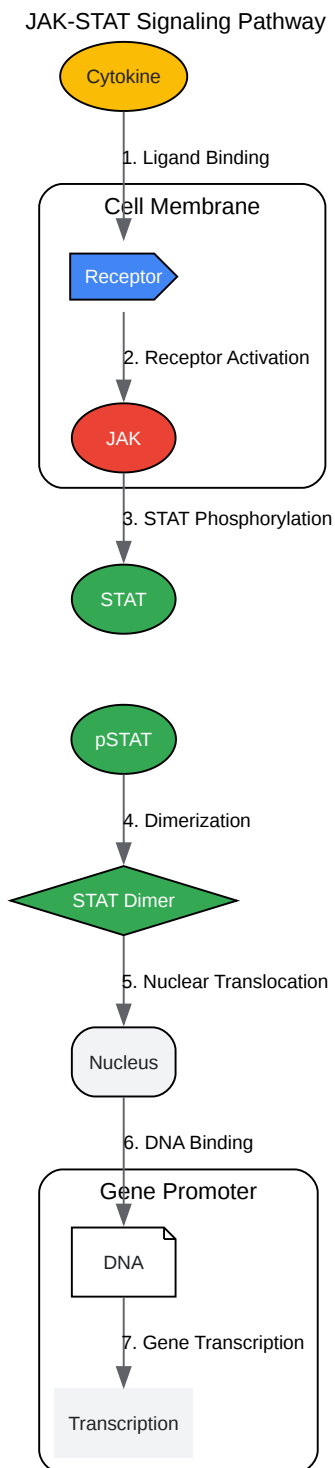 JAK-STAT Signaling Pathway
Cytokine
1. Ligand Binding
Cell Membrane
Receptor
2. Receptor Activation
JAK
3. STAT Phosphorylation
STAT
pSTAT
4. Dimerization
STAT Dimer
5. Nuclear Translocation
Nucleus
6. DNA Binding
Gene Promoter
DNA
7. Gene Transcription
Transcription